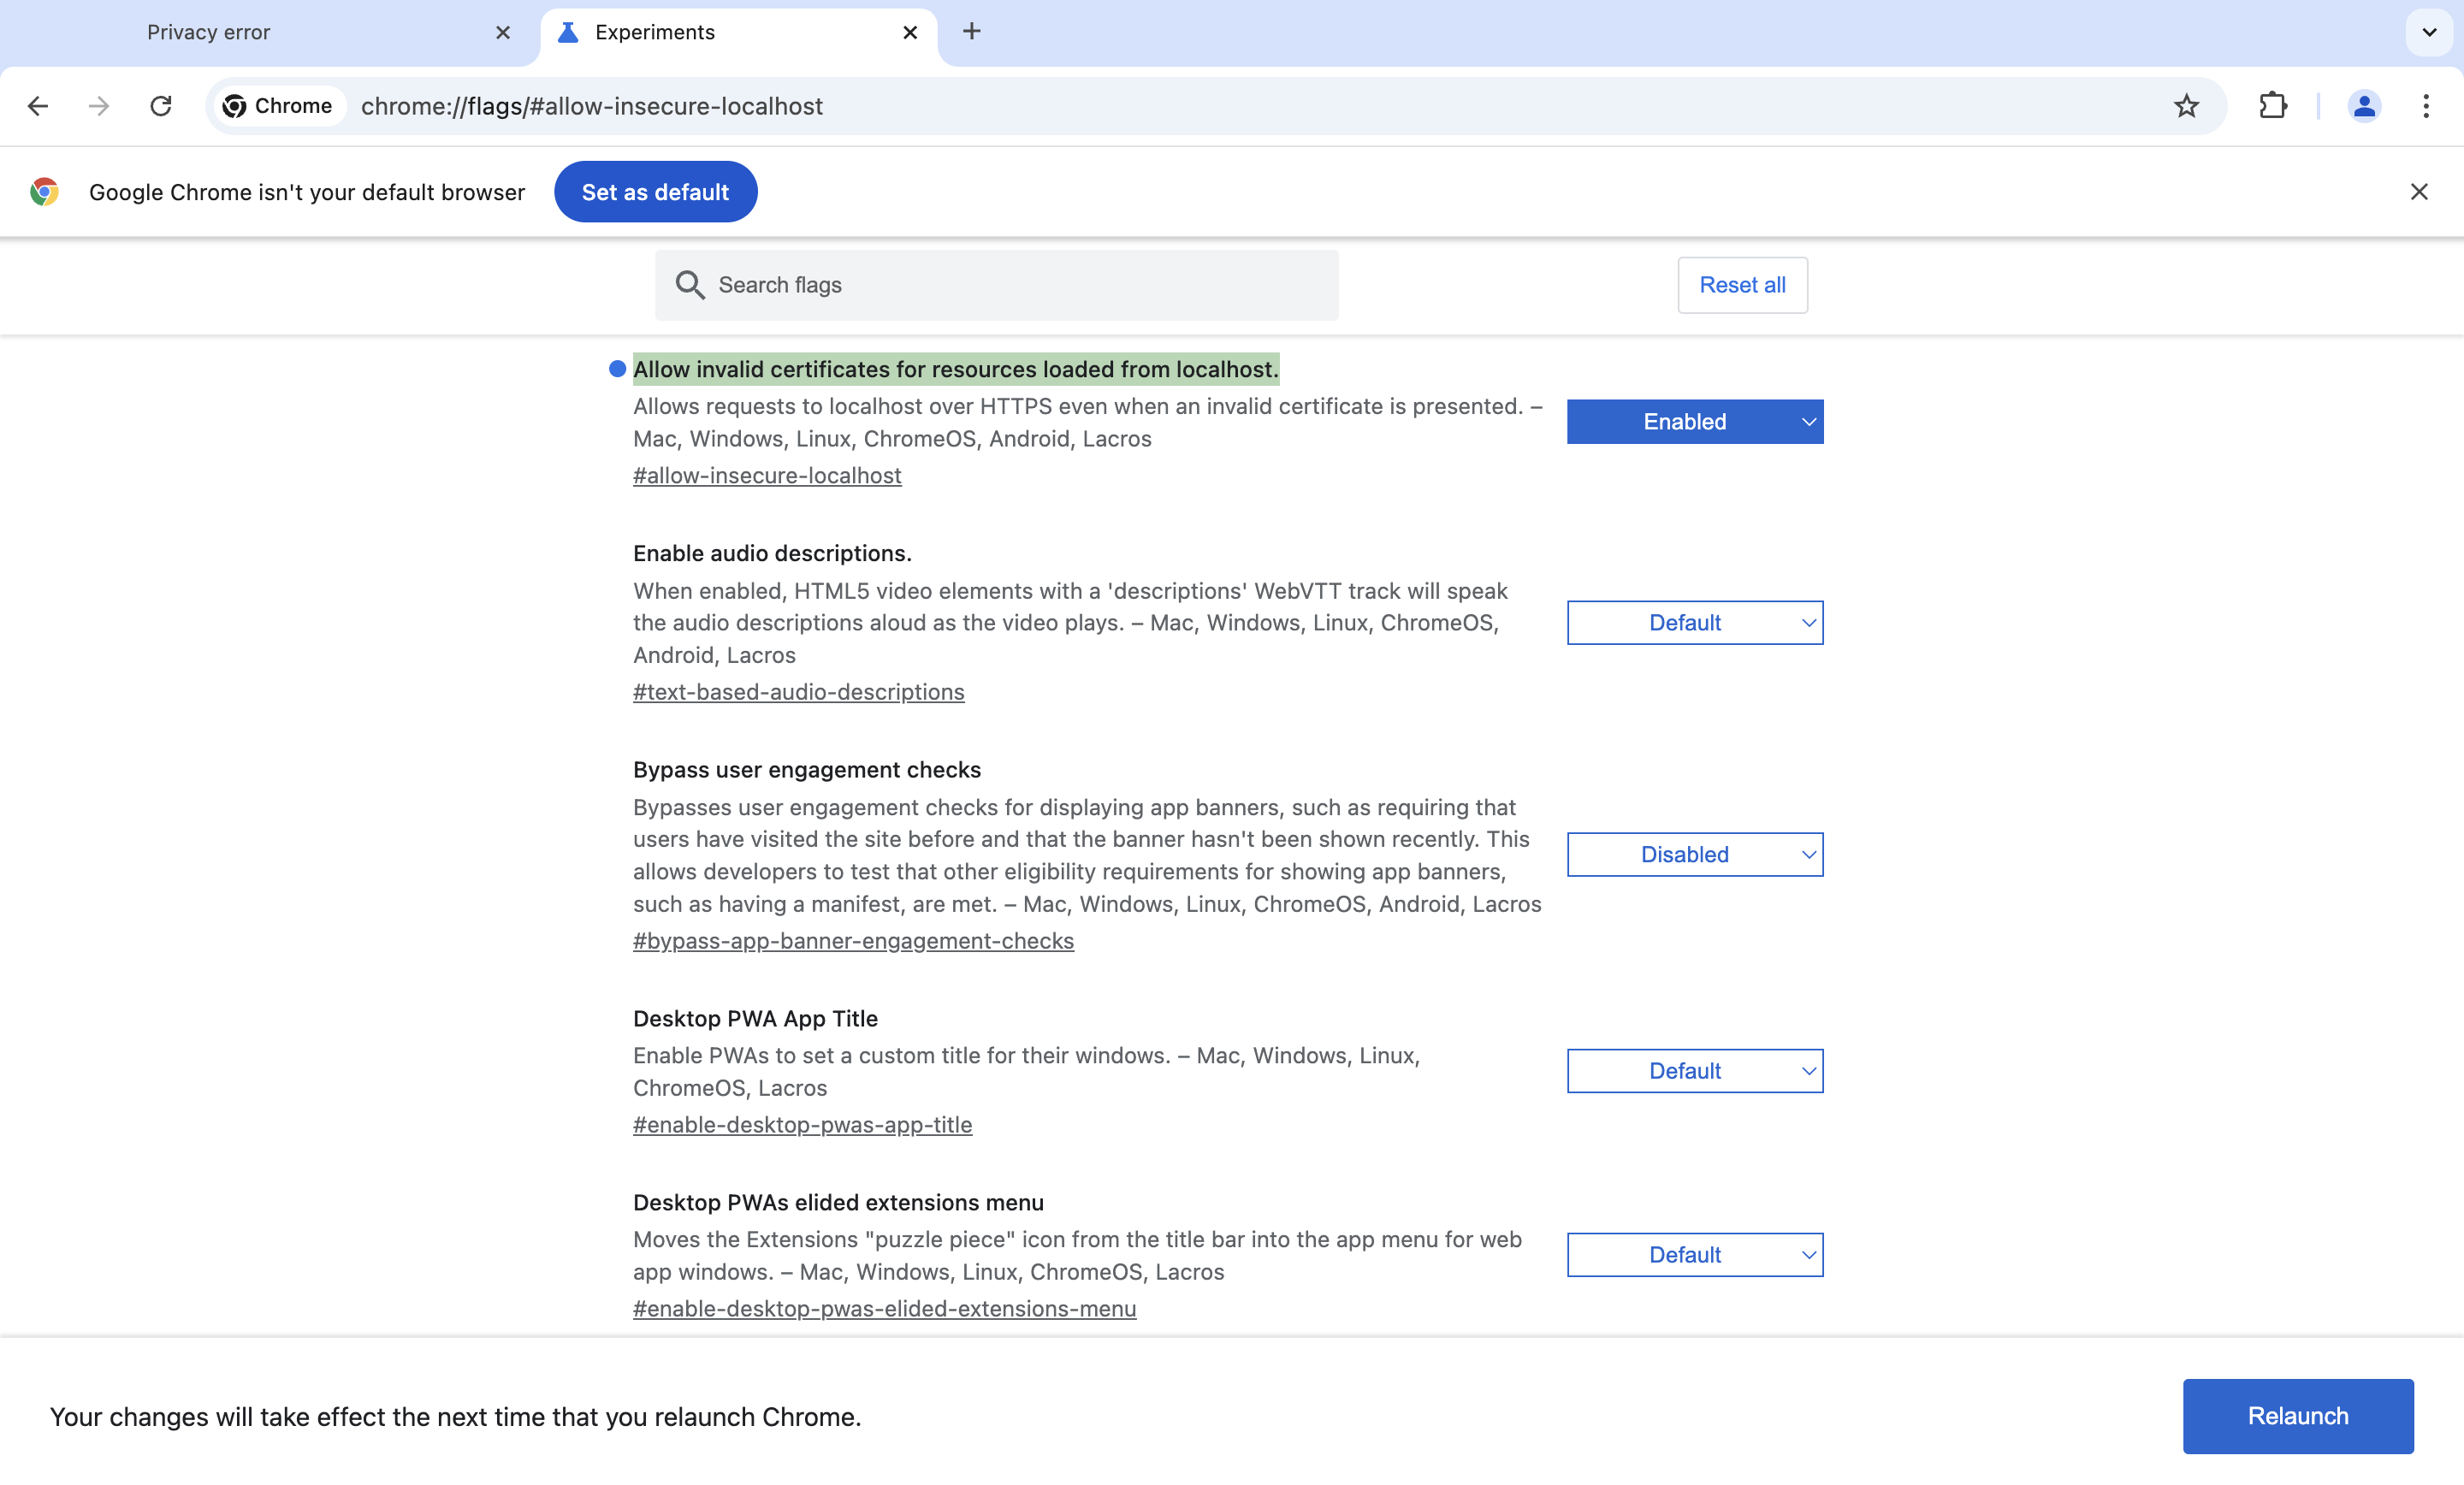 Privacy error
Experiments
Chrome
chrome://flags/#allow-insecure-localhost
Google Chrome isn't your default browser
Set as default
Search flags
Reset all
Allow invalid certificates for resources loaded from localhost.
Allows requests to localhost over HTTPS even when an invalid certificate is presented. –
Mac, Windows, Linux, ChromeOS, Android, Lacros
#allow-insecure-localhost
Enabled
Enable audio descriptions.
When enabled, HTML5 video elements with a 'descriptions' WebVTT track will speak
the audio descriptions aloud as the video plays. – Mac, Windows, Linux, ChromeOS,
Android, Lacros
#text-based-audio-descriptions
Default
Bypass user engagement checks
Bypasses user engagement checks for displaying app banners, such as requiring that
users have visited the site before and that the banner hasn't been shown recently. This
allows developers to test that other eligibility requirements for showing app banners,
such as having a manifest, are met. – Mac, Windows, Linux, ChromeOS, Android, Lacros
#bypass-app-banner-engagement-checks
Disabled
Desktop PWA App Title
Enable PWAs to set a custom title for their windows. – Mac, Windows, Linux,
ChromeOS, Lacros
#enable-desktop-pwas-app-title
Default
Desktop PWAs elided extensions menu
Moves the Extensions "puzzle piece" icon from the title bar into the app menu for web
app windows. – Mac, Windows, Linux, ChromeOS, Lacros
#enable-desktop-pwas-elided-extensions-menu
Default
Your changes will take effect the next time that you relaunch Chrome.
Relaunch